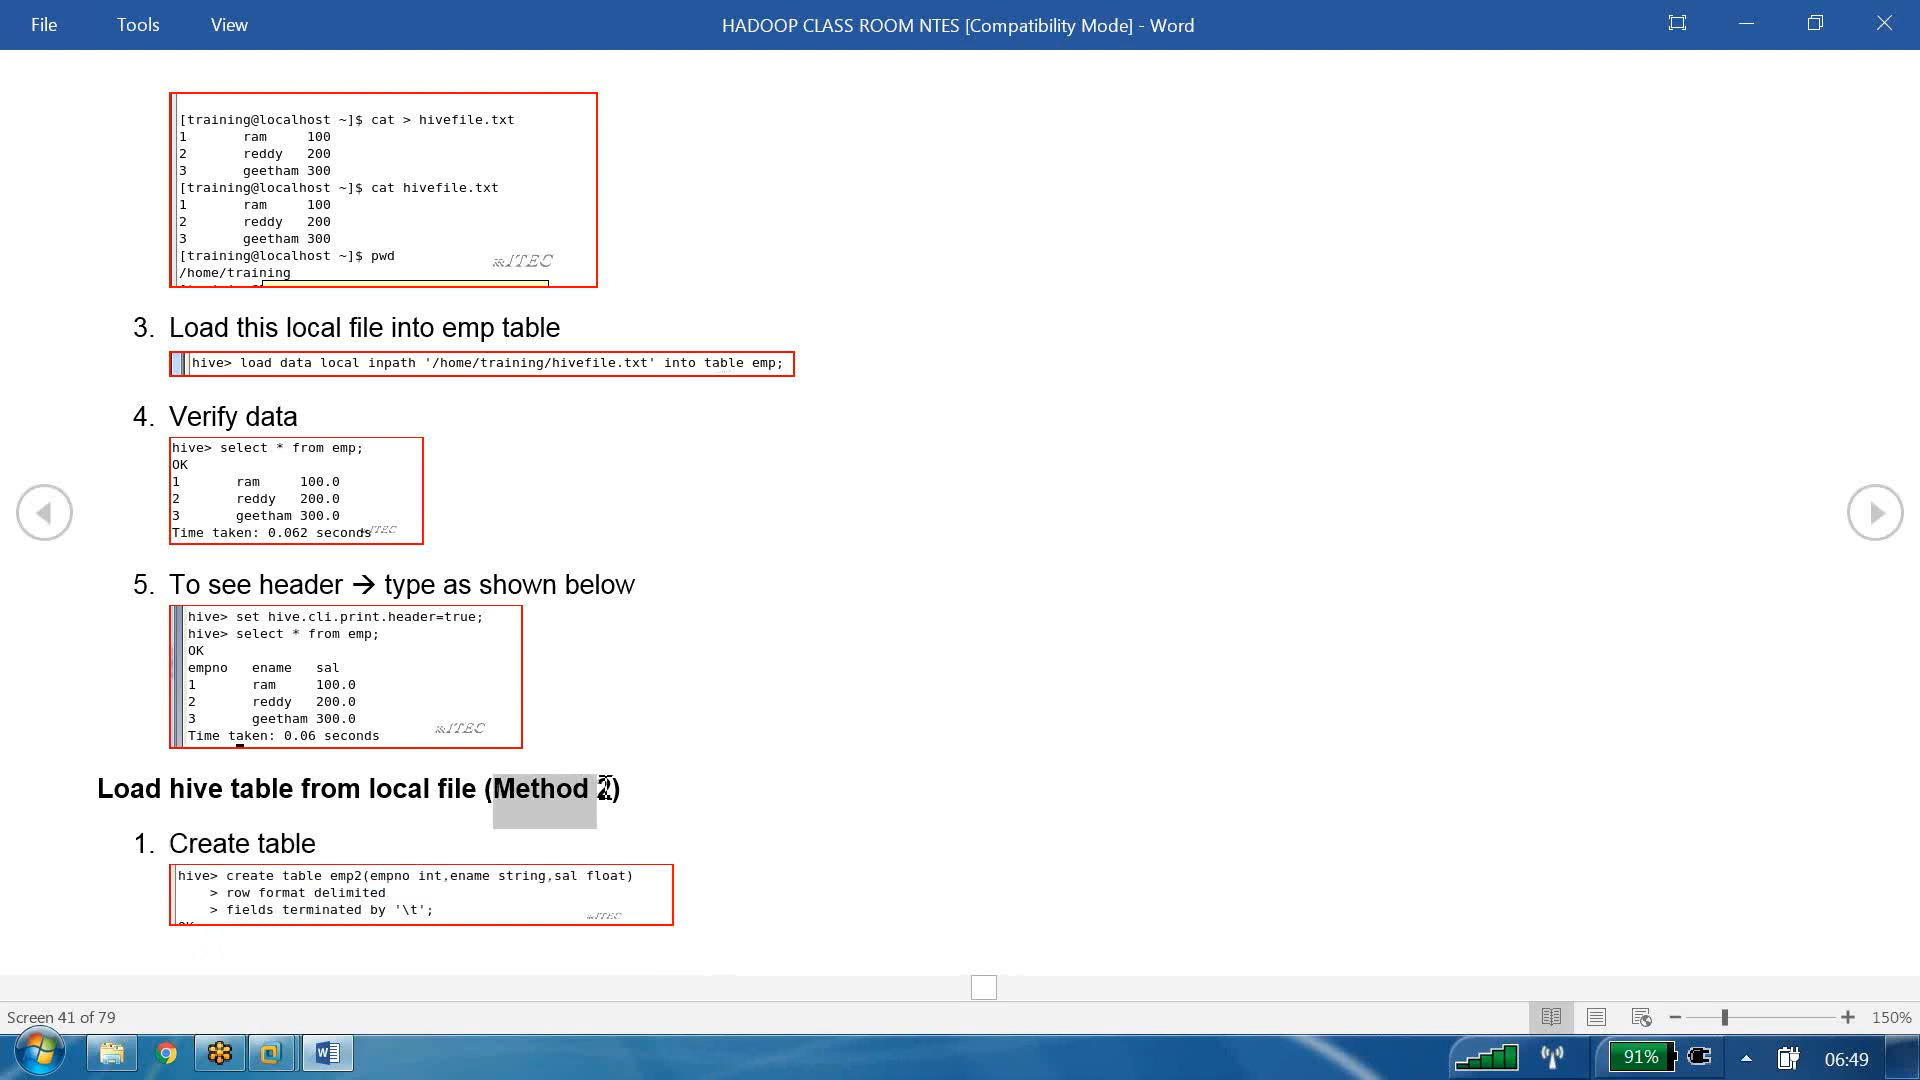 File Tools View HADOOP CLASS ROOM NTES [Compatibility Mode] - Word
[training@localhost ~]$ cat > hivefile.txt
1 ram 100
2 reddy 200
3 geetham 300
[training@localhost ~]$ cat hivefile.txt
1 ram 100
2 reddy 200
3 geetham 300
[training@localhost ~]$ pwd
ITEC
/home/training
3. Load this local file into emp table
hive> load data local inpath '/home/training/hivefile.txt' into table emp;
4. Verify data
hive> select * from emp;
OK
1 ram 100.0
2 reddy 200.0
3 geetham 300.0
Time taken: 0.062 seconds
ITEC
5. To see header → type as shown below
hive> set hive.cli.print.header=true;
hive> select * from emp;
OK
empno ename sal
1 ram 100.0
2 reddy 200.0
3 geetham 300.0
Time taken: 0.06 seconds
ITEC
Load hive table from local file (Method 2)
1. Create table
hive> create table emp2(empno int,ename string,sal float)
> row format delimited
> fields terminated by '\t';
ITEC
Screen 41 of 79
150%
91%
06:49